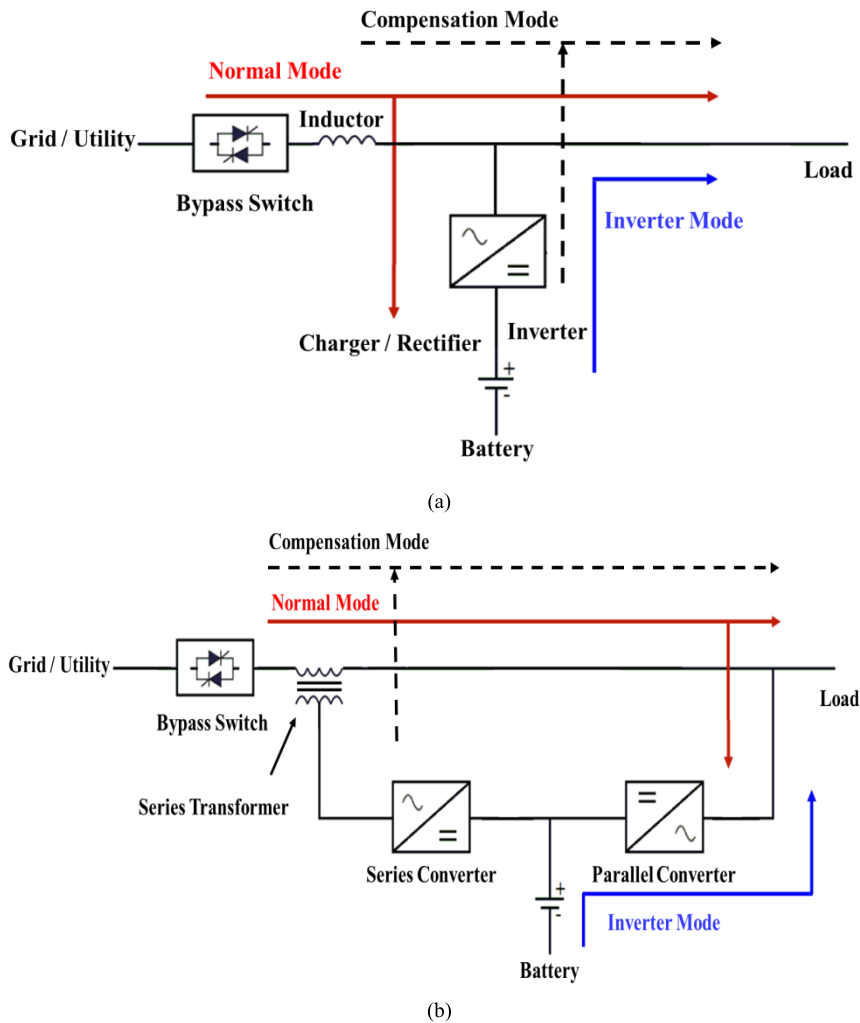 Compensation Mode
Normal Mode
Inductor
Grid / Utility
Load
Bypass Switch
Inverter Mode
Inverter
Charger / Rectifier
+
-
Battery
(a)
Compensation Mode
Normal Mode
Grid / Utility
Load
Bypass Switch
Series Transformer
Series Converter
Parallel Converter
+
-
Inverter Mode
Battery
(b)